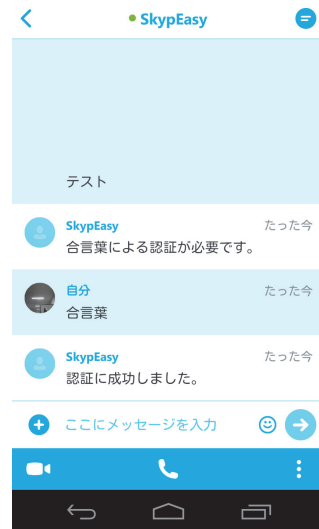 SkypEasy
テスト
SkypEasy たった今
合言葉による認証が必要です。
自分 たった今
合言葉
SkypEasy たった今
認証に成功しました。
ここにメッセージを入力